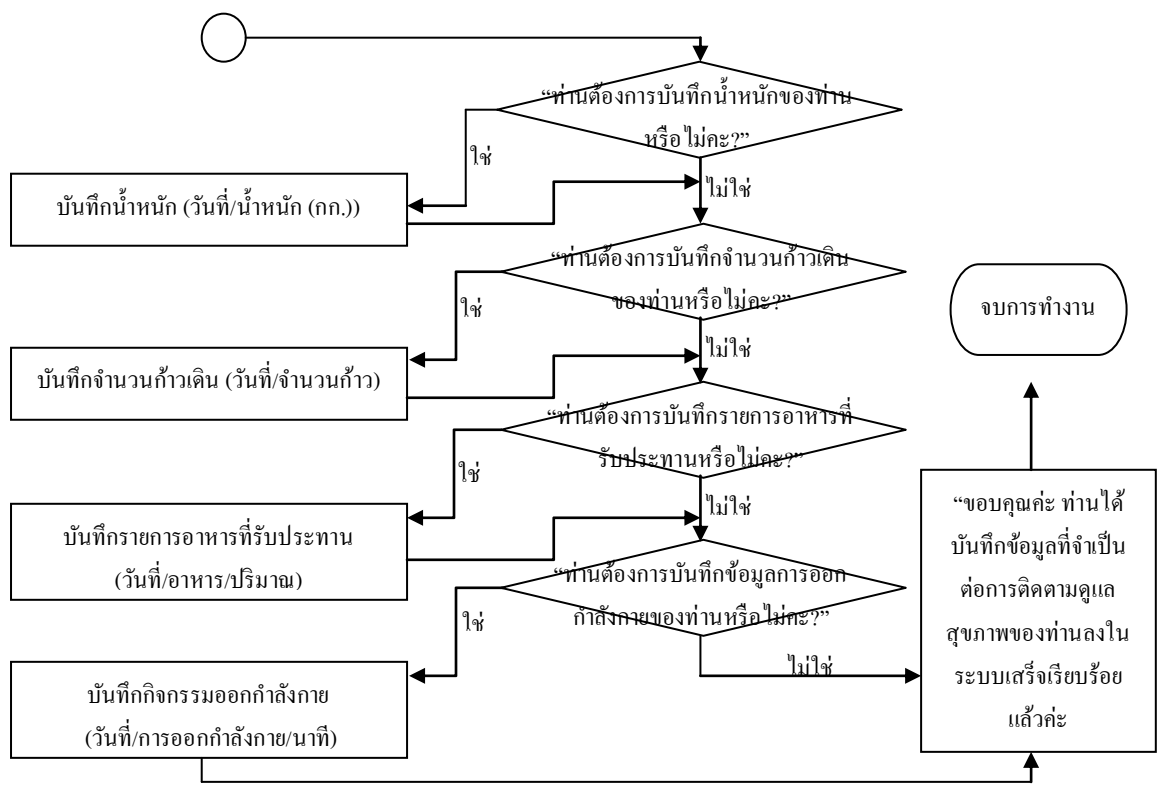 “ท่านต้องการบันทึกน้ำหนักของท่าน
หรือไม่คะ?”
ใช่
ไม่ใช่
บันทึกน้ำหนัก (วันที่/น้ำหนัก (กก.))
“ท่านต้องการบันทึกจำนวนก้าวเดิน
ของท่านหรือไม่คะ?”
ใช่
ไม่ใช่
บันทึกจำนวนก้าวเดิน (วันที่/จำนวนก้าว)
“ท่านต้องการบันทึกรายการอาหารที่
รับประทานหรือไม่คะ?”
ใช่
ไม่ใช่
บันทึกรายการอาหารที่รับประทาน
(วันที่/อาหาร/ปริมาณ)
“ท่านต้องการบันทึกข้อมูลการออก
กำลังกายของท่านหรือไม่คะ?”
ใช่
ไม่ใช่
บันทึกกิจกรรมออกกำลังกาย
(วันที่/การออกกำลังกาย/นาที)
“ขอบคุณค่ะ ท่านได้
บันทึกข้อมูลที่จำเป็น
ต่อการติดตามดูแล
สุขภาพของท่านลงใน
ระบบเสร็จเรียบร้อย
แล้วค่ะ
จบการทำงาน